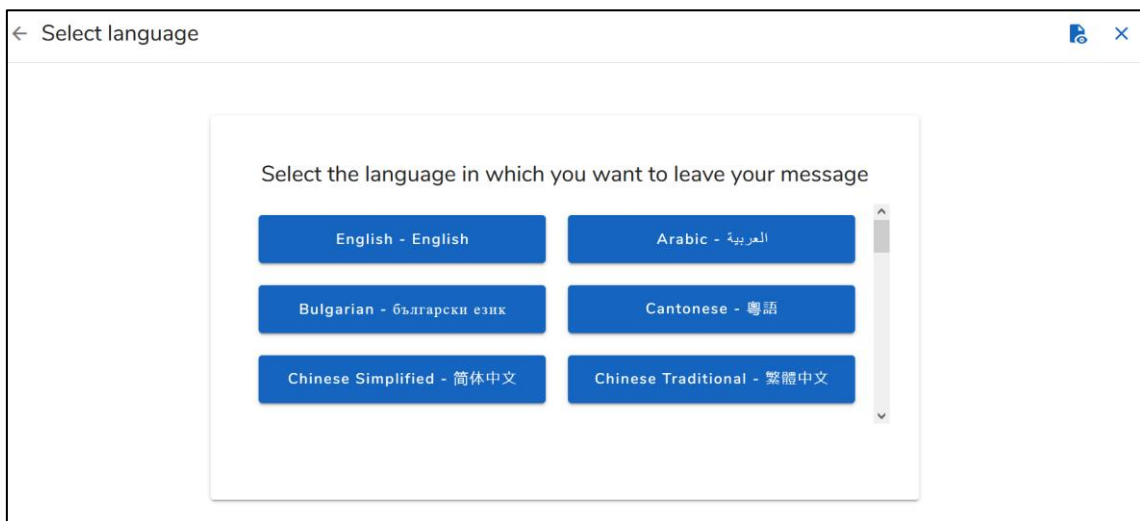 Select language
Select the language in which you want to leave your message
English - English
Arabic - العربية
Bulgarian - български език
Cantonese - 粵語
Chinese Simplified - 简体中文
Chinese Traditional - 繁體中文